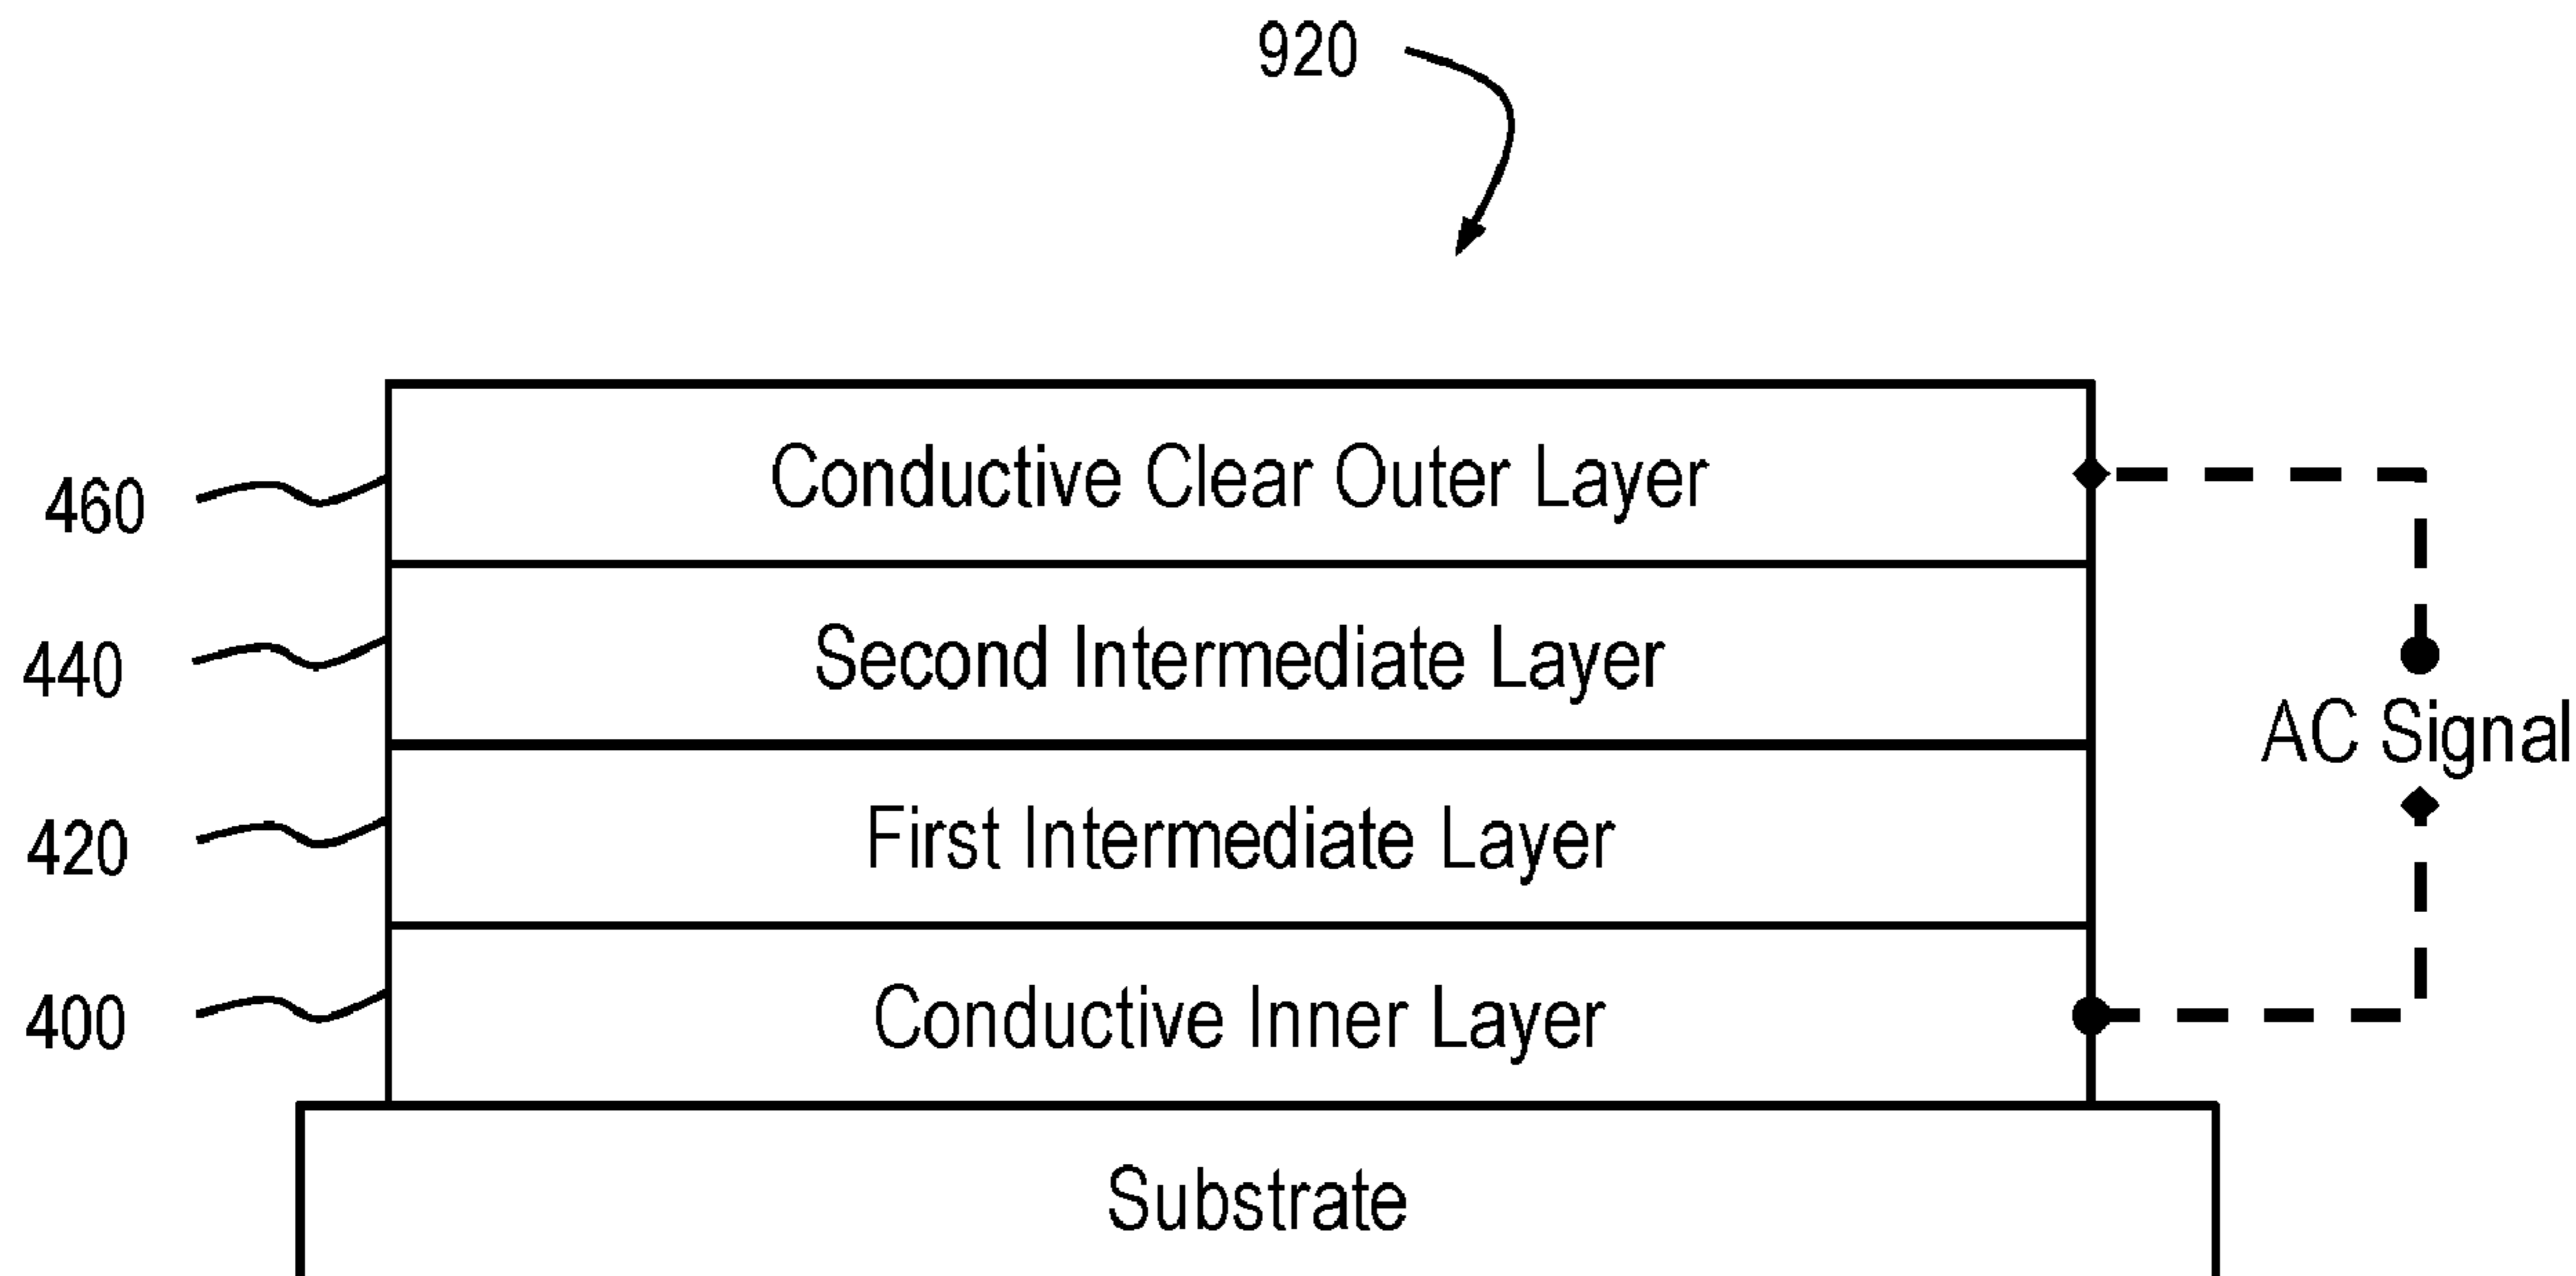 920
Conductive Clear Outer Layer
460
Second Intermediate Layer
440
AC Signal
First Intermediate Layer
420
Conductive Inner Layer
400
Substrate